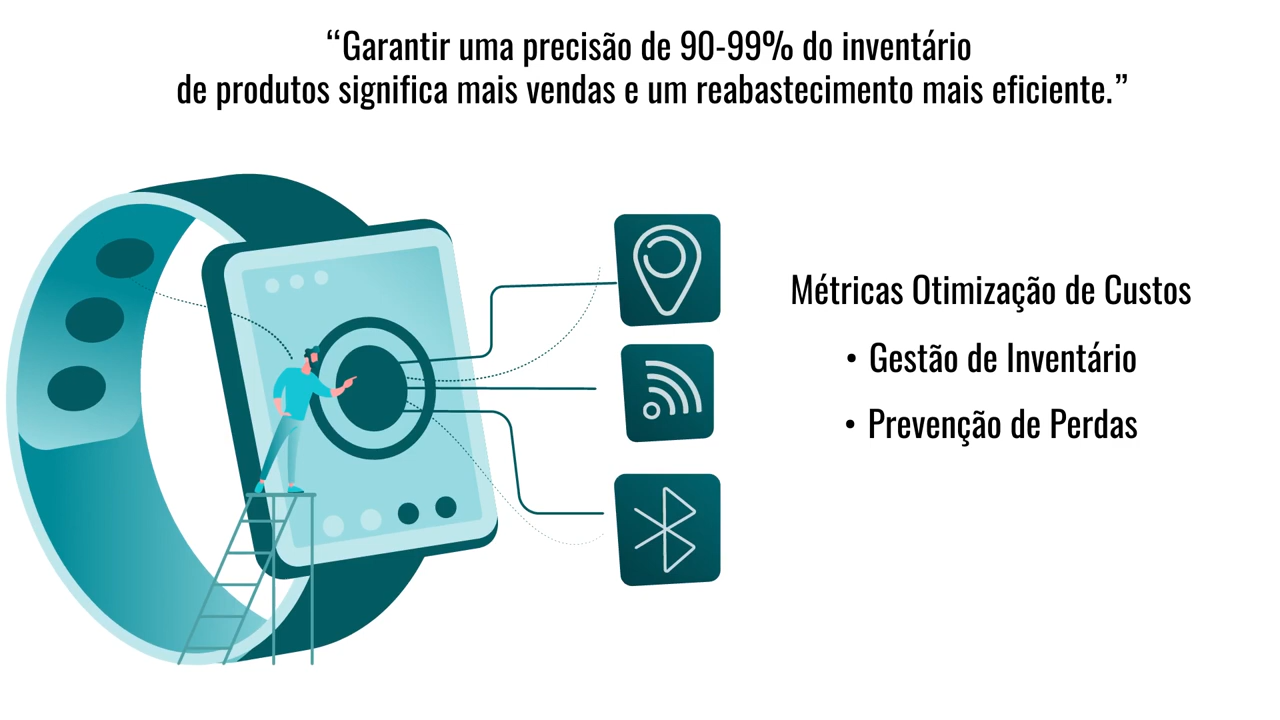 “Garantir uma precisão de 90-99% do inventário
de produtos significa mais vendas e um reabastecimento mais eficiente.”
Métricas Otimização de Custos
• Gestão de Inventário
• Prevenção de Perdas